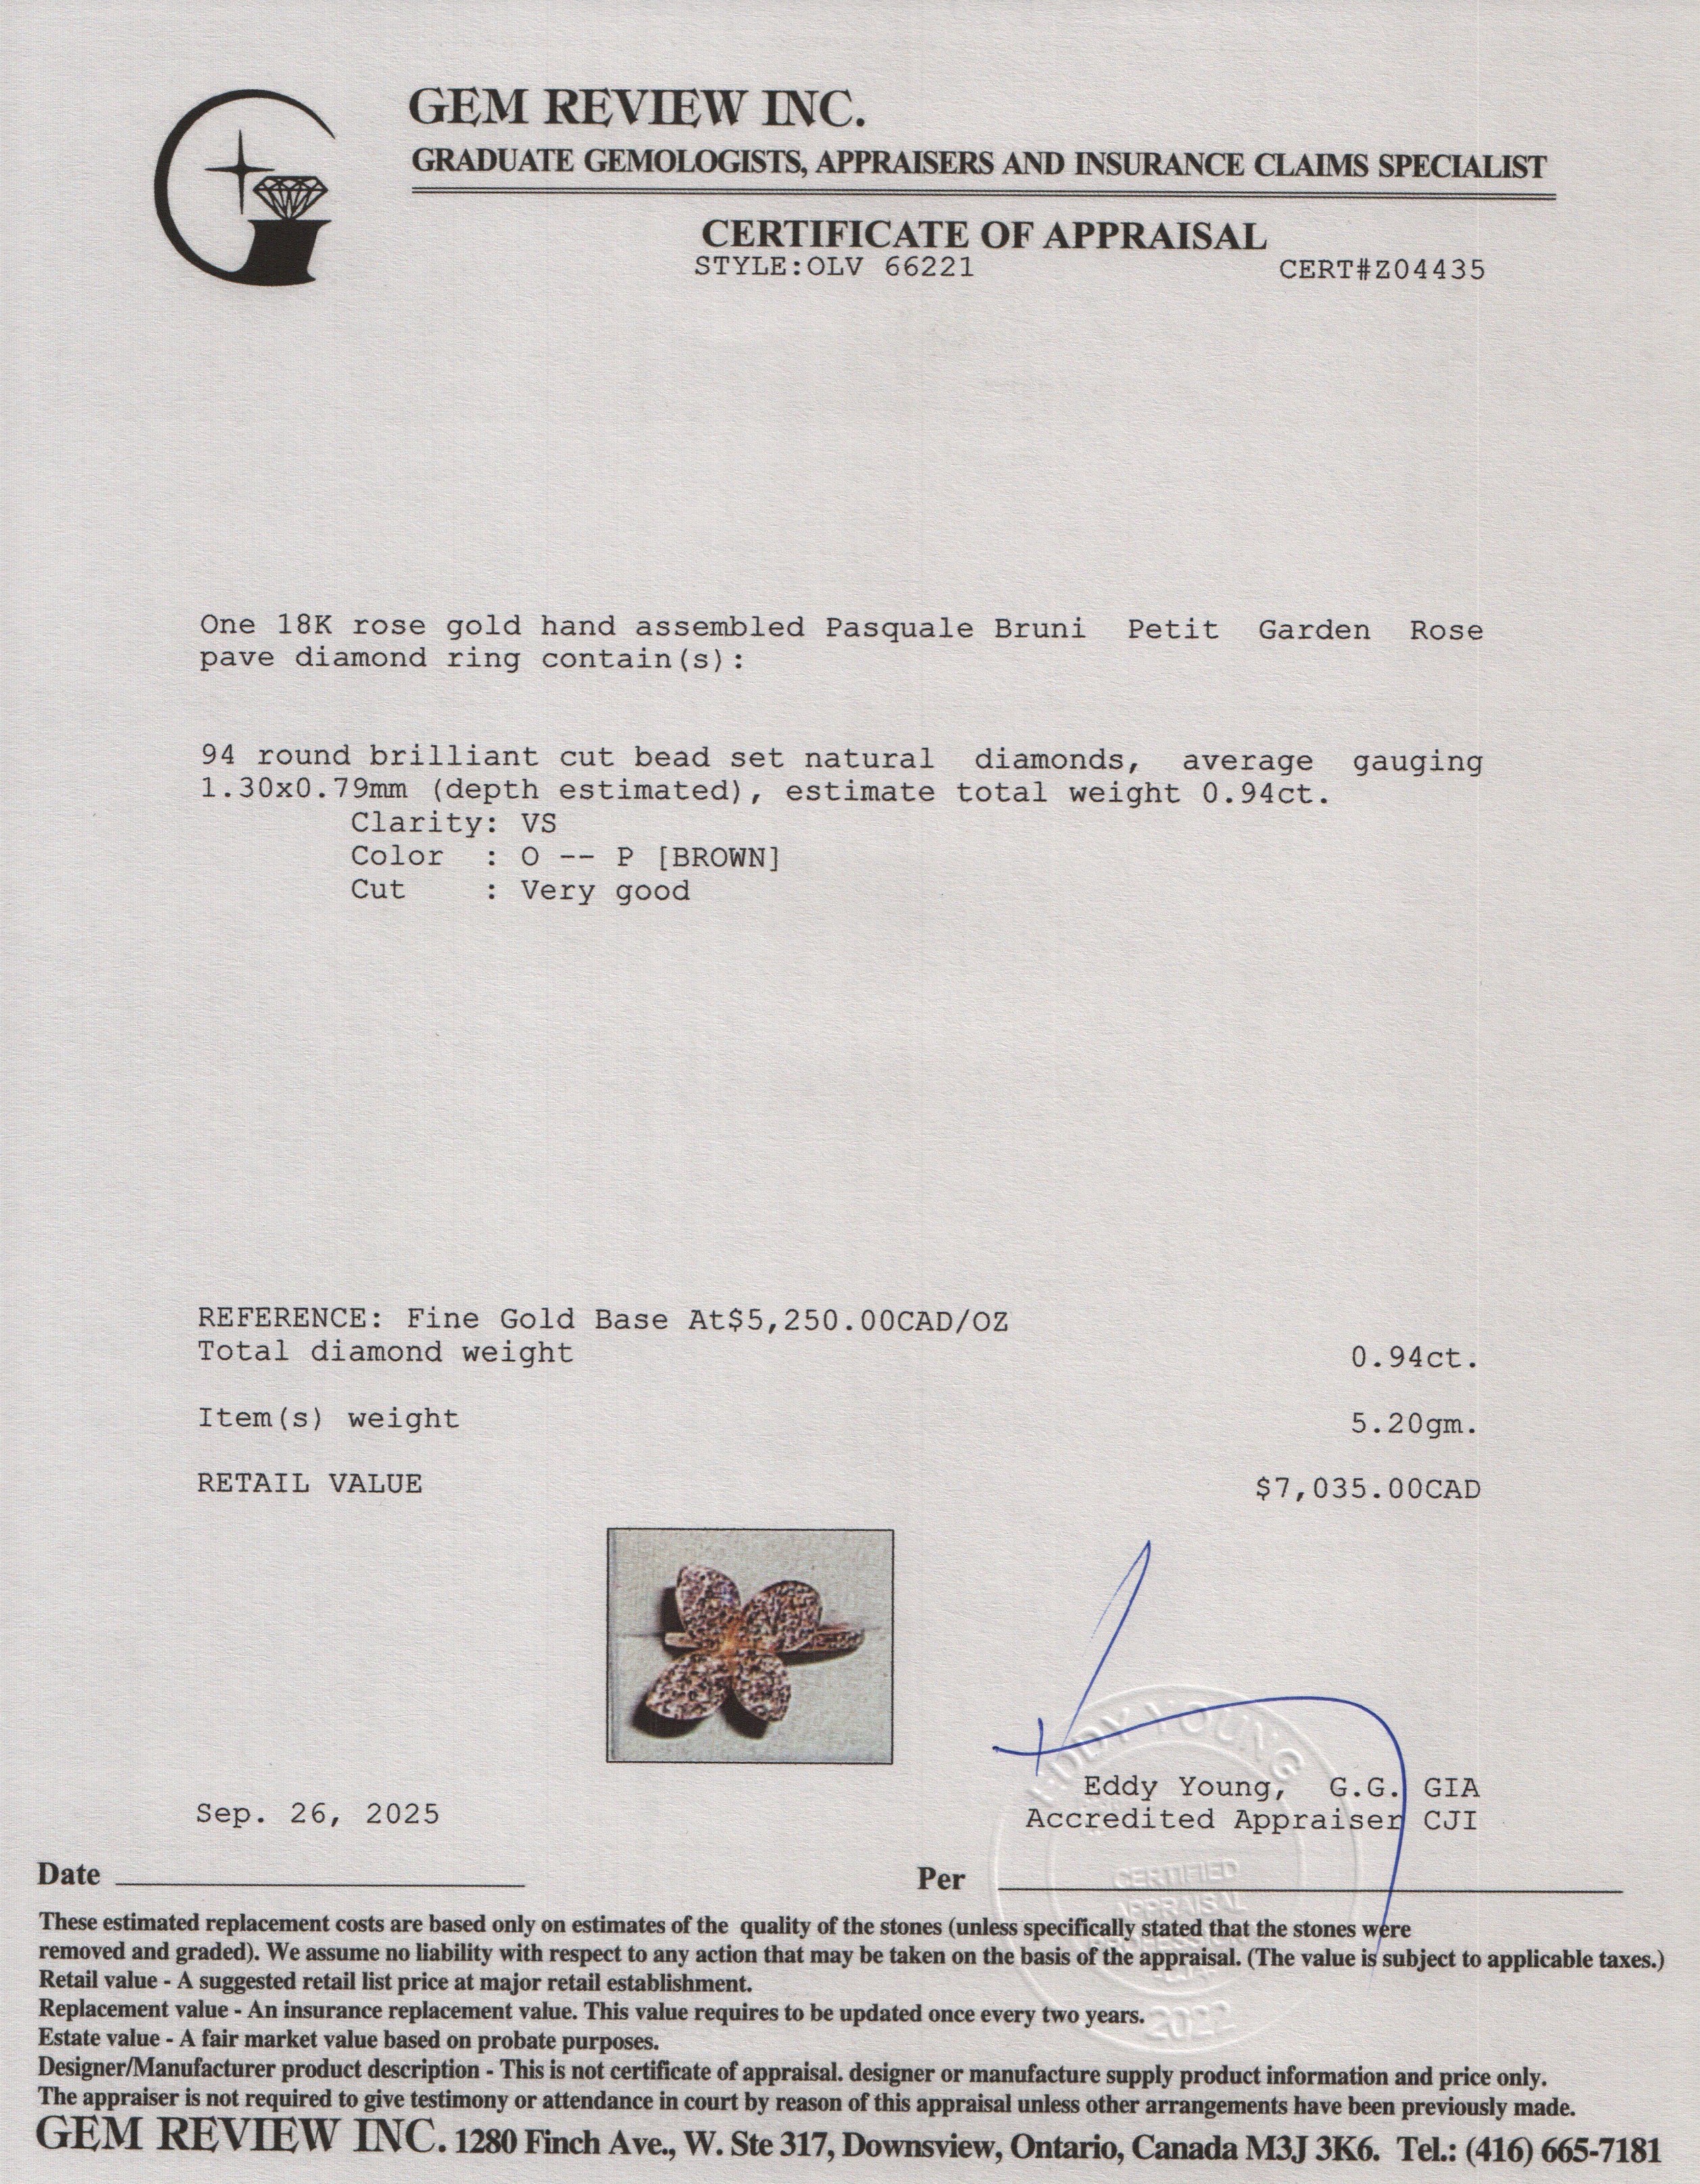 GEM REVIEW INC.
GRADUATE GEMOLOGISTS, APPRAISERS AND INSURANCE CLAIMS SPECIALIST
CERTIFICATE OF APPRAISAL
STYLE:OLV 66221 CERT#Z04435
One 18K rose gold hand assembled Pasquale Bruni Petit Garden Rose
pave diamond ring contain(s):
94 round brilliant cut bead set natural diamonds, average gauging
1.30x0.79mm (depth estimated), estimate total weight 0.94ct.
Clarity: VS
Color : O -- P [BROWN]
Cut : Very good
REFERENCE: Fine Gold Base At$5,250.00CAD/OZ
Total diamond weight 0.94ct.
Item(s) weight 5.20gm.
RETAIL VALUE $7,035.00CAD
EDDY YOUNG
Eddy Young, G.G. GIA
Sep. 26, 2025 Accredited Appraiser CJI
CERTIFIED
APPRAISAL
Date Per
2022
These estimated replacement costs are based only on estimates of the quality of the stones (unless specifically stated that the stones were
removed and graded). We assume no liability with respect to any action that may be taken on the basis of the appraisal. (The value is subject to applicable taxes.)
Retail value - A suggested retail list price at major retail establishment.
Replacement value - An insurance replacement value. This value requires to be updated once every two years.
Estate value - A fair market value based on probate purposes.
Designer/Manufacturer product description - This is not certificate of appraisal. designer or manufacture supply product information and price only.
The appraiser is not required to give testimony or attendance in court by reason of this appraisal unless other arrangements have been previously made.
GEM REVIEW INC. 1280 Finch Ave., W. Ste 317, Downsview, Ontario, Canada M3J 3K6. Tel.: (416) 665-7181